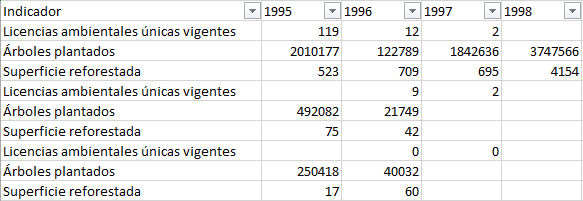 Indicador 1995 1996 1997 1998
Licencias ambientales únicas vigentes 119 12 2
Árboles plantados 2010177 122789 1842636 3747566
Superficie reforestada 523 709 695 4154
Licencias ambientales únicas vigentes 9 2
Árboles plantados 492082 21749
Superficie reforestada 75 42
Licencias ambientales únicas vigentes 0 0
Árboles plantados 250418 40032
Superficie reforestada 17 60